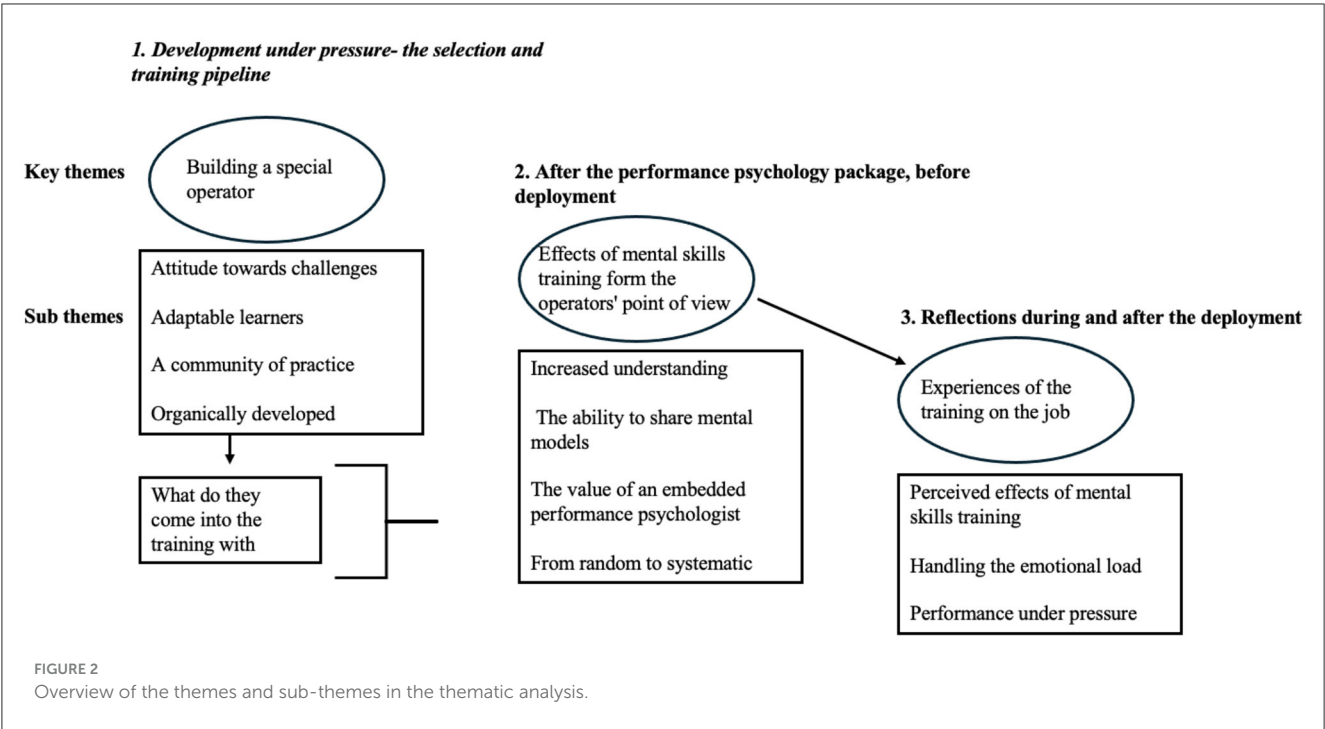 1. Development under pressure- the selection and
training pipeline
Key themes
Building a special
operator
Sub themes
Attitude towards challenges
Adaptable learners
A community of practice
Organically developed
What do they
come into the
training with
2. After the performance psychology package, before
deployment
Effects of mental skills
training form the
operators' point of view
Increased understanding
The ability to share mental
models
The value of an embedded
performance psychologist
From random to systematic
3. Reflections during and after the deployment
Experiences of the
training on the job
Perceived effects of mental
skills training
Handling the emotional load
Performance under pressure
FIGURE 2
Overview of the themes and sub-themes in the thematic analysis.